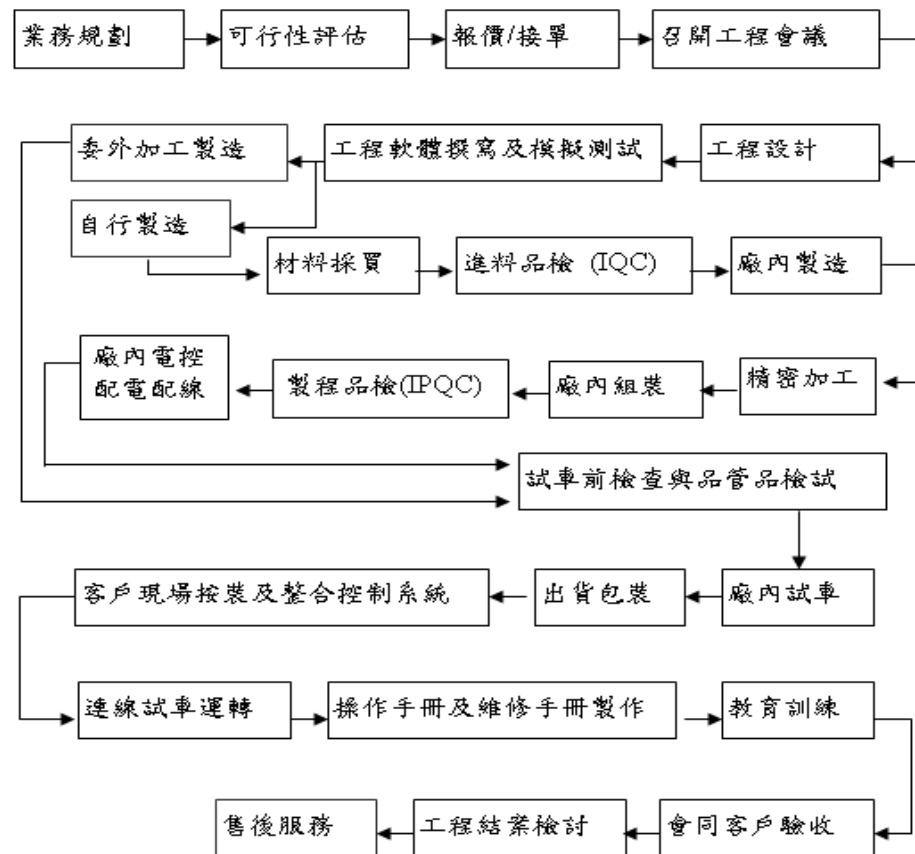 業務規劃
可行性評估
報價/接單
召開工程會議
委外加工製造
工程軟體撰寫及模擬測試
工程設計
自行製造
材料採買
進料品檢 (IQC)
廠內製造
廠內電控
配電配線
製程品檢(IPQC)
廠內組裝
精密加工
試車前檢查與品管品檢試
客戶現場按裝及整合控制系統
出貨包裝
廠內試車
連線試車運轉
操作手冊及維修手冊製作
教育訓練
售後服務
工程結業檢討
會同客戶驗收